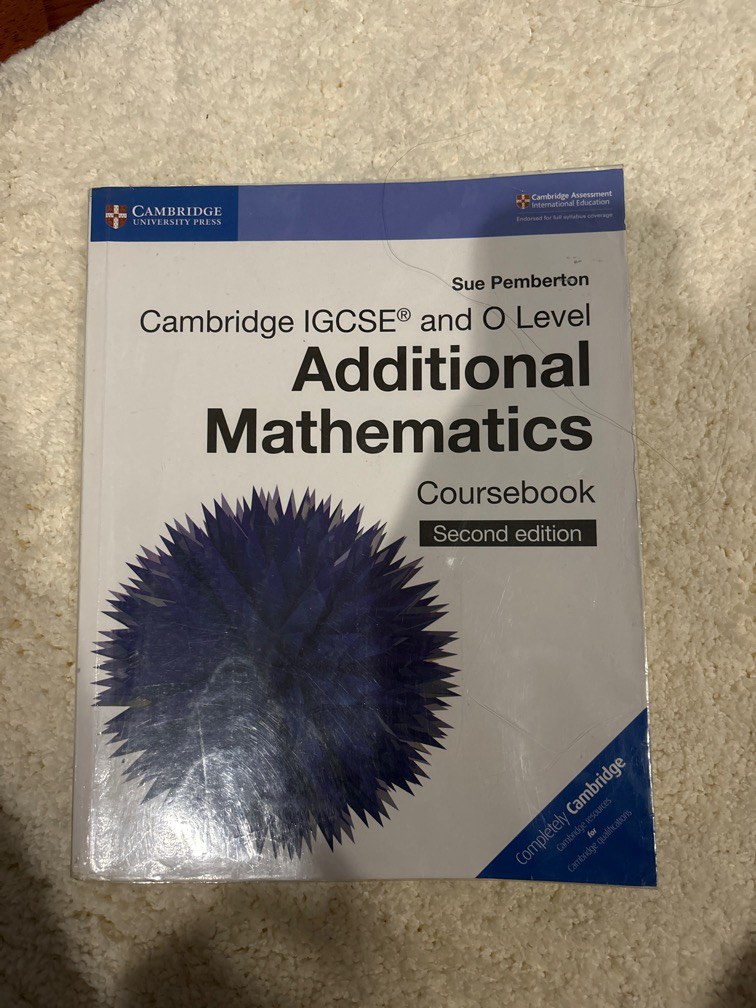 CAMBRIDGE
UNIVERSITY PRESS
Cambridge Assessment
International Education
Endorsed for full syllabus coverage
Sue Pemberton
Cambridge IGCSE® and O Level
Additional
Mathematics
Coursebook
Second edition
Completely Cambridge
Cambridge resources
for
Cambridge qualifications